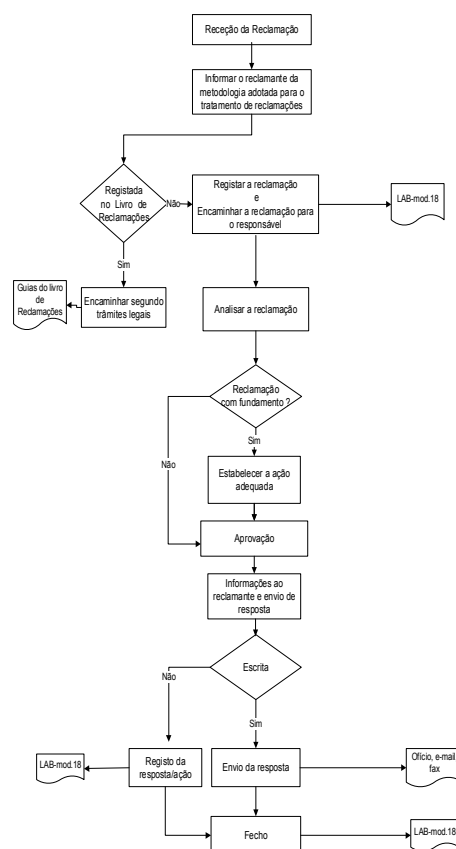 Receção da Reclamação
Informar o reclamante da
metodologia adotada para o
tratamento de reclamações
Registada
no Livro de
Reclamações
Não
Registar a reclamação
e
Encaminhar a reclamação para
o responsável
LAB-mod.18
Sim
Guias do livro
de
Reclamações
Encaminhar segundo
trâmites legais
Analisar a reclamação
Reclamação
com fundamento ?
Sim
Não
Estabelecer a ação
adequada
Aprovação
Informações ao
reclamante e envio de
resposta
Escrita
Não
Sim
LAB-mod.18
Registo da
resposta/ação
Envio da resposta
Ofício, e-mail
fax
Fecho
LAB-mod.18